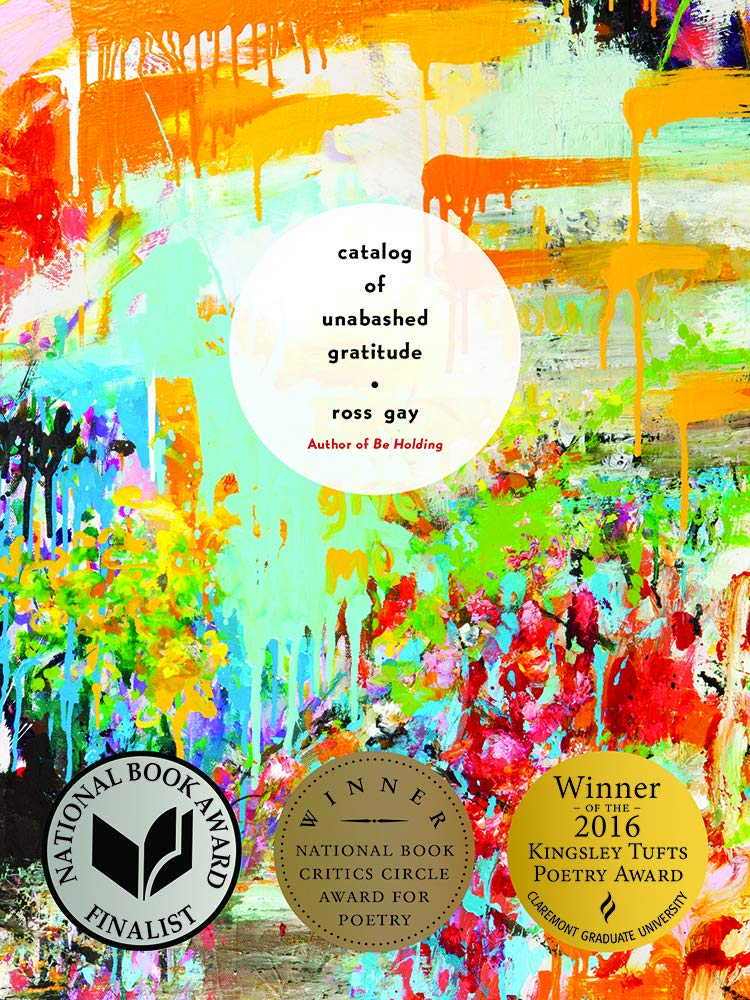 catalog
of
unabashed
gratitude
•
ross gay
Author of Be Holding
NATIONAL BOOK AWARD
FINALIST
WINNER
NATIONAL BOOK
CRITICS CIRCLE
AWARD FOR
POETRY
Winner
– OF THE –
2016
KINGSLEY TUFTS
POETRY AWARD
CLAREMONT GRADUATE UNIVERSITY